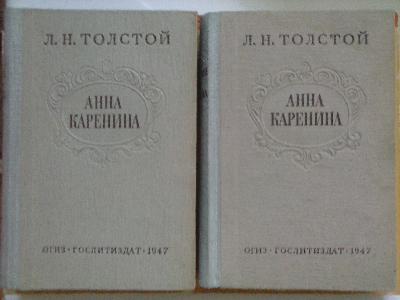 Л. Н. ТОЛСТОЙ
АННА
КАРЕНИНА
ОГИЗ • ГОСЛИТИЗДАТ • 1947
Л. Н. ТОЛСТОЙ
АННА
КАРЕНИНА
ОГИЗ • ГОСЛИТИЗДАТ • 1947